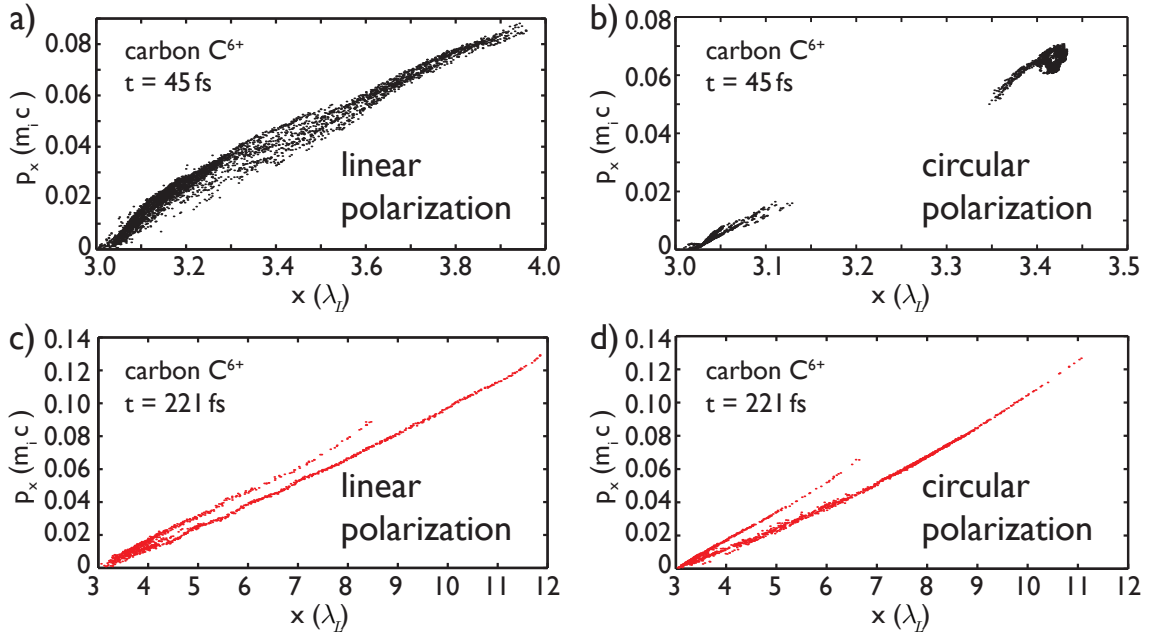 a)
carbon C⁶⁺
t = 45 fs
linear
polarization
pₓ (mᵢ c )
0.08
0.06
0.04
0.02
0
3.0 3.2 3.4 3.6 3.8 4.0
x (λ_L)
b)
carbon C⁶⁺
t = 45 fs
circular
polarization
pₓ (mᵢ c )
0.08
0.06
0.04
0.02
0
3.0 3.1 3.2 3.3 3.4 3.5
x (λ_L)
c)
carbon C⁶⁺
t = 221 fs
linear
polarization
pₓ (mᵢ c )
0.14
0.12
0.10
0.08
0.06
0.04
0.02
0
3 4 5 6 7 8 9 10 11 12
x (λ_L)
d)
carbon C⁶⁺
t = 221 fs
circular
polarization
pₓ (mᵢ c )
0.14
0.12
0.10
0.08
0.06
0.04
0.02
0
3 4 5 6 7 8 9 10 11 12
x (λ_L)